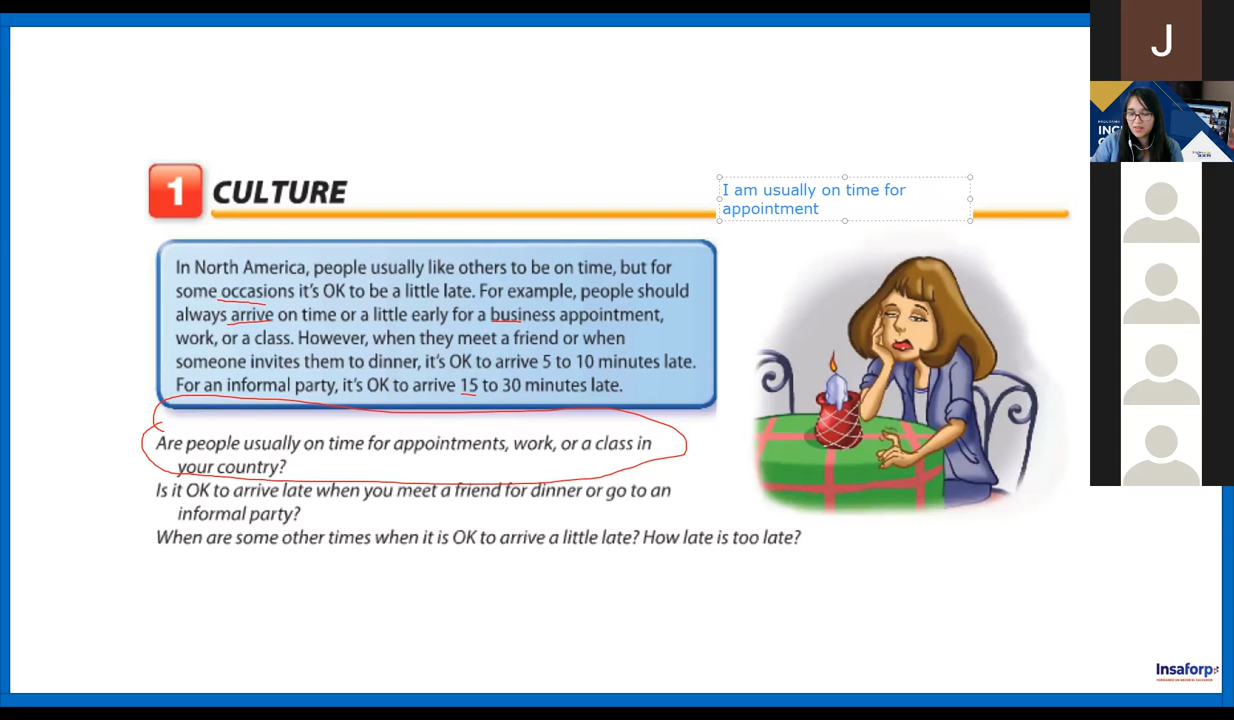 J
1 CULTURE
I am usually on time for
appointment
In North America, people usually like others to be on time, but for
some occasions it's OK to be a little late. For example, people should
always arrive on time or a little early for a business appointment,
work, or a class. However, when they meet a friend or when
someone invites them to dinner, it's OK to arrive 5 to 10 minutes late.
For an informal party, it's OK to arrive 15 to 30 minutes late.
Are people usually on time for appointments, work, or a class in
your country?
Is it OK to arrive late when you meet a friend for dinner or go to an
informal party?
When are some other times when it is OK to arrive a little late? How late is too late?
Insaforp